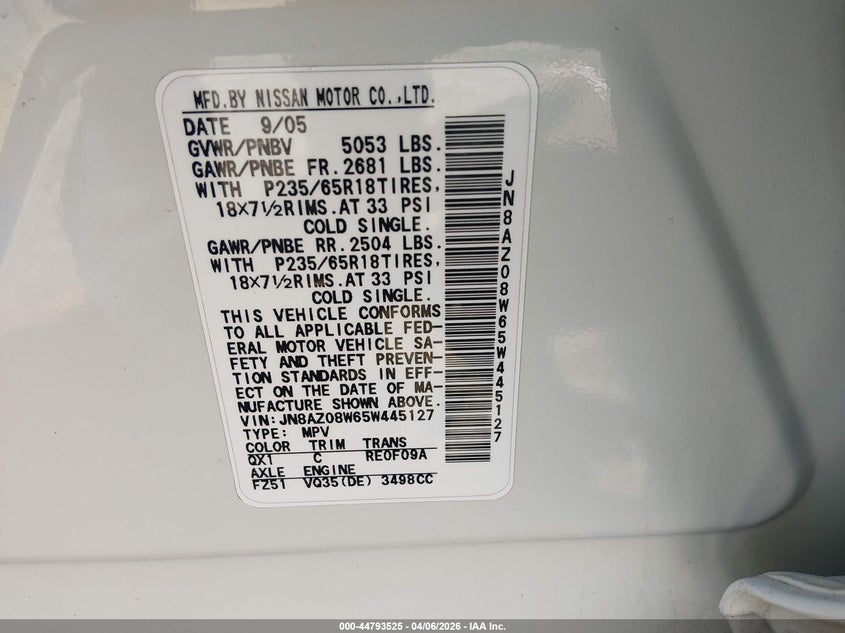 MFD.BY NISSAN MOTOR CO.,LTD.
DATE 9/05
GVWR/PNBV 5053 LBS.
GAWR/PNBE FR.2681 LBS.
WITH P235/65R18TIRES,
18X7½RIMS.AT 33 PSI
COLD SINGLE.
GAWR/PNBE RR.2504 LBS.
WITH P235/65R18TIRES,
18X7½RIMS.AT 33 PSI
COLD SINGLE.
THIS VEHICLE CONFORMS
TO ALL APPLICABLE FED-
ERAL MOTOR VEHICLE SA-
FETY AND THEFT PREVEN-
TION STANDARDS IN EFF-
ECT ON THE DATE OF MA-
NUFACTURE SHOWN ABOVE.
VIN:JN8AZ08W65W445127
TYPE: MPV
COLOR TRIM TRANS
QX1 C RE0F09A
AXLE ENGINE
FZ51 VQ35(DE) 3498CC
JN8AZ08W65W445127
000-44793525 - 04/06/2026 - IAA Inc.